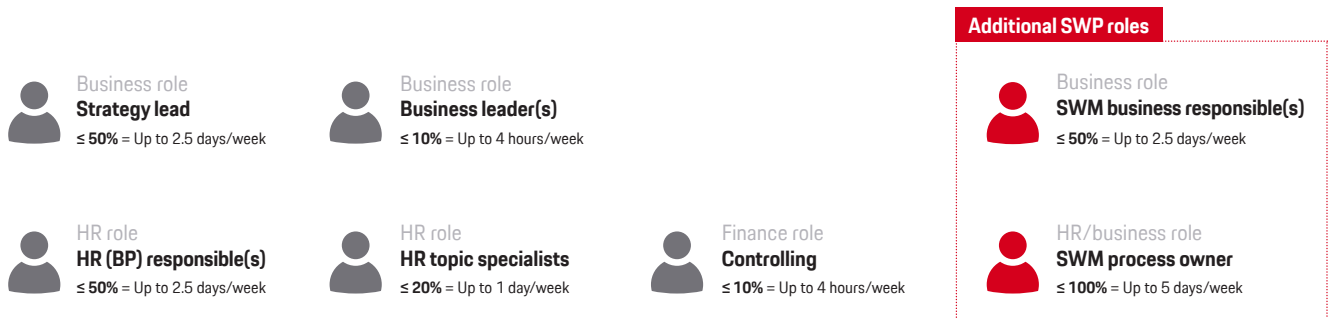 Additional SWP roles
Business role
Strategy lead
≤ 50% = Up to 2.5 days/week
Business role
Business leader(s)
≤ 10% = Up to 4 hours/week
Business role
SWM business responsible(s)
≤ 50% = Up to 2.5 days/week
HR role
HR (BP) responsible(s)
≤ 50% = Up to 2.5 days/week
HR role
HR topic specialists
≤ 20% = Up to 1 day/week
Finance role
Controlling
≤ 10% = Up to 4 hours/week
HR/business role
SWM process owner
≤ 100% = Up to 5 days/week